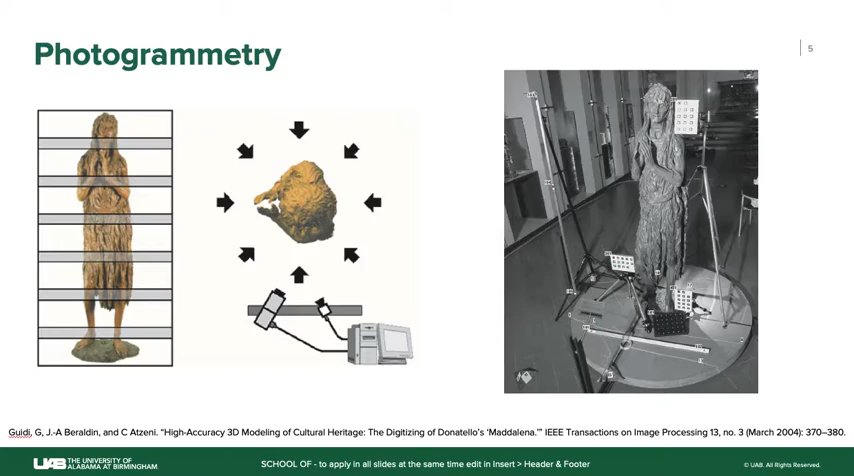 Photogrammetry
5
Guidi, G, J.-A Beraldin, and C Atzeni. “High-Accuracy 3D Modeling of Cultural Heritage: The Digitizing of Donatello’s ‘Maddalena.’” IEEE Transactions on Image Processing 13, no. 3 (March 2004): 370–380.
UAB THE UNIVERSITY OF
ALABAMA AT BIRMINGHAM
SCHOOL OF - to apply in all slides at the same time edit in Insert > Header & Footer
© UAB. All Rights Reserved.